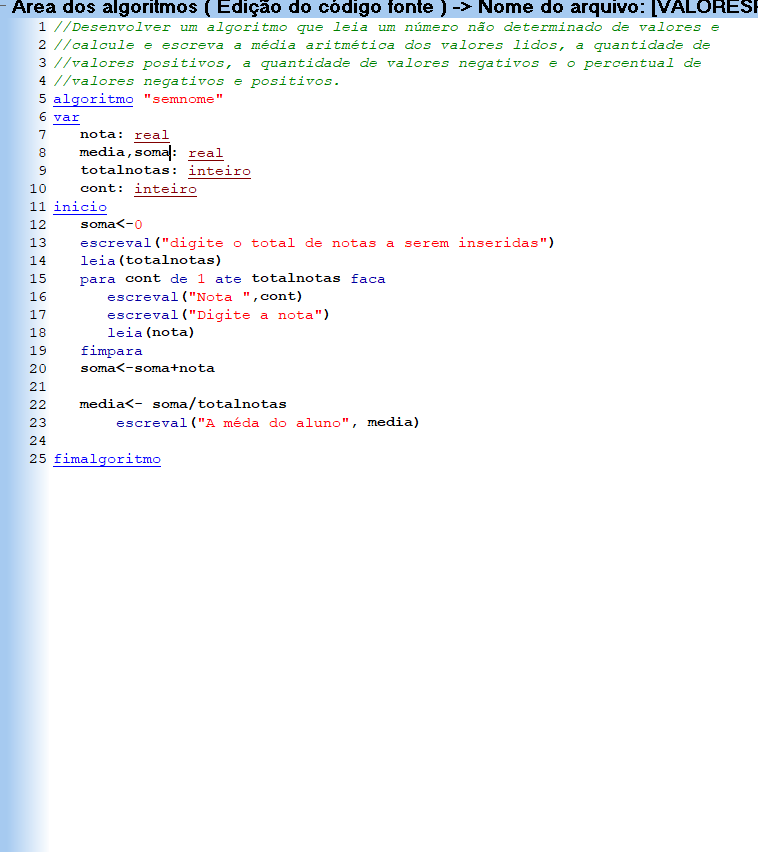 Área dos algoritmos ( Edição do código fonte ) -> Nome do arquivo: [VALORESP
1 //Desenvolver um algoritmo que leia um número não determinado de valores e
2 //calcule e escreva a média aritmética dos valores lidos, a quantidade de
3 //valores positivos, a quantidade de valores negativos e o percentual de
4 //valores negativos e positivos.
5 algoritmo "semnome"
6 var
7 nota: real
8 media,soma: real
9 totalnotas: inteiro
10 cont: inteiro
11 inicio
12 soma<-0
13 escreval("digite o total de notas a serem inseridas")
14 leia(totalnotas)
15 para cont de 1 ate totalnotas faca
16 escreval("Nota ",cont)
17 escreval("Digite a nota")
18 leia(nota)
19 fimpara
20 soma<-soma+nota
21
22 media<- soma/totalnotas
23 escreval("A méda do aluno", media)
24
25 fimalgoritmo